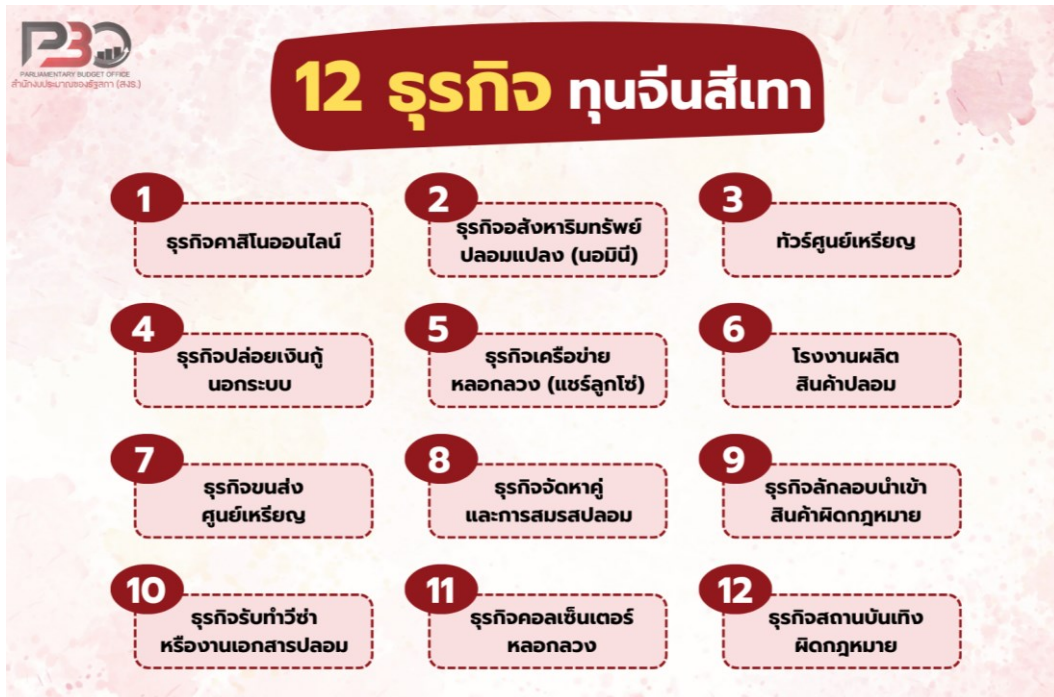 PBO
PARLIAMENTARY BUDGET OFFICE
สำนักงบประมาณของรัฐสภา (สงร.)
12 ธุรกิจ ทุนจีนสีเทา
1
ธุรกิจคาสิโนออนไลน์
2
ธุรกิจอสังหาริมทรัพย์
ปลอมแปลง (นอมินี)
3
ทัวร์ศูนย์เหรียญ
4
ธุรกิจปล่อยเงินกู้
นอกระบบ
5
ธุรกิจเครือข่าย
หลอกลวง (แชร์ลูกโซ่)
6
โรงงานผลิต
สินค้าปลอม
7
ธุรกิจขนส่ง
ศูนย์เหรียญ
8
ธุรกิจจัดหาคู่
และการสมรสปลอม
9
ธุรกิจลักลอบนำเข้า
สินค้าผิดกฎหมาย
10
ธุรกิจรับทำวีซ่า
หรืองานเอกสารปลอม
11
ธุรกิจคอลเซ็นเตอร์
หลอกลวง
12
ธุรกิจสถานบันเทิง
ผิดกฎหมาย